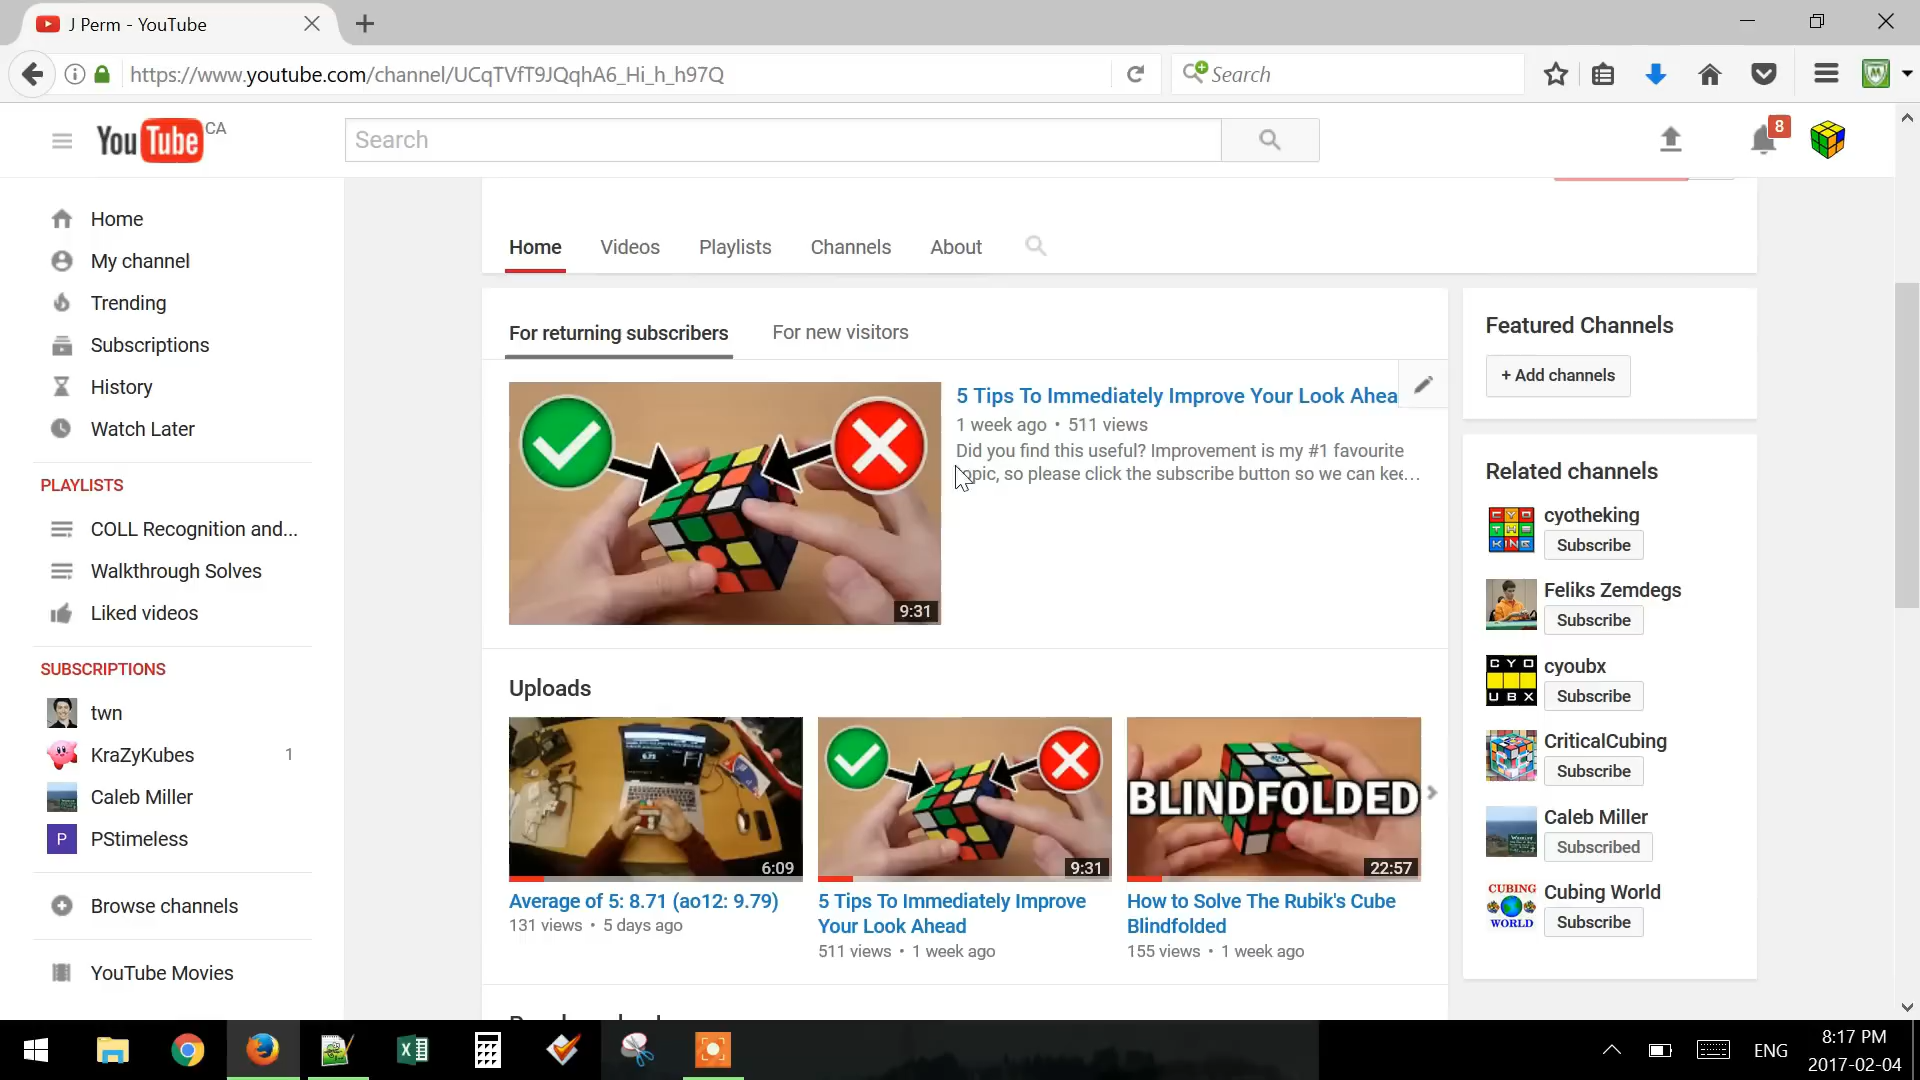 J Perm - YouTube
https://www.youtube.com/channel/UCqTVfT9JQqhA6_Hi_h_h97Q
Search
YouTube CA
Search
8
Home
My channel
Trending
Subscriptions
History
Watch Later
PLAYLISTS
COLL Recognition and...
Walkthrough Solves
Liked videos
SUBSCRIPTIONS
twn
KraZyKubes 1
Caleb Miller
P PStimeless
Browse channels
YouTube Movies
Home Videos Playlists Channels About
For returning subscribers For new visitors
9:31
5 Tips To Immediately Improve Your Look Ahea
1 week ago • 511 views
Did you find this useful? Improvement is my #1 favourite
opic, so please click the subscribe button so we can kee...
Uploads
6:09
Average of 5: 8.71 (ao12: 9.79)
131 views • 5 days ago
9:31
5 Tips To Immediately Improve
Your Look Ahead
511 views • 1 week ago
BLINDFOLDED
22:57
How to Solve The Rubik's Cube
Blindfolded
155 views • 1 week ago
Featured Channels
+ Add channels
Related channels
CYO
THE
KING
cyotheking
Subscribe
Feliks Zemdegs
Subscribe
CYO
UBX
cyoubx
Subscribe
CriticalCubing
Subscribe
Caleb Miller
Subscribed
CUBING
WORLD
Cubing World
Subscribe
ENG
8:17 PM
2017-02-04